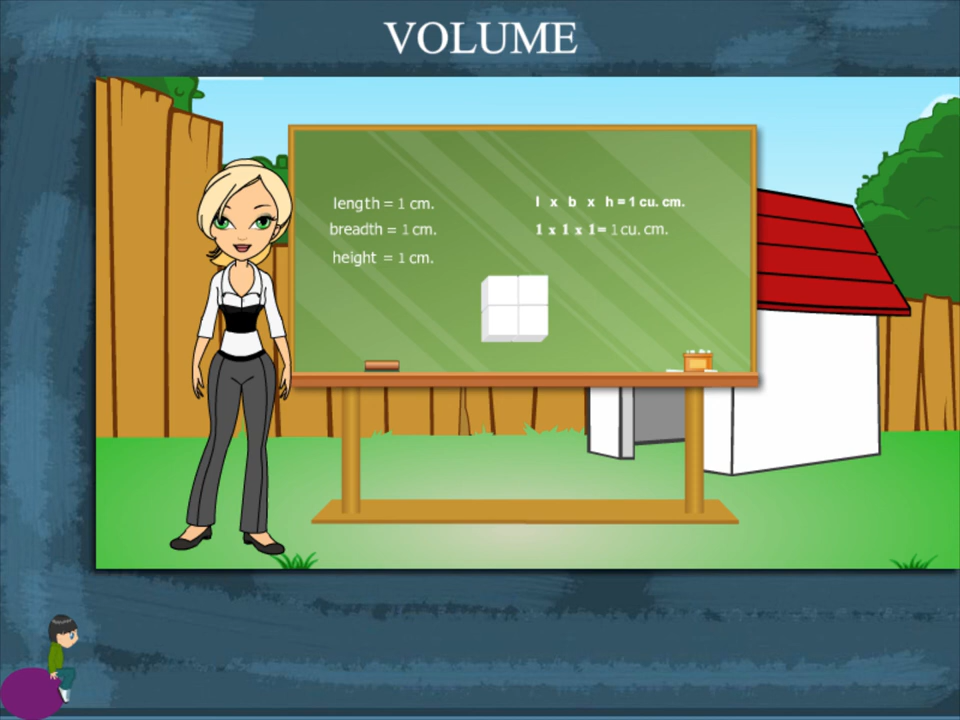 VOLUME
length = 1 cm.
breadth = 1 cm.
height = 1 cm.
l x b x h = 1 cu. cm.
1 x 1 x 1 = 1 cu. cm.